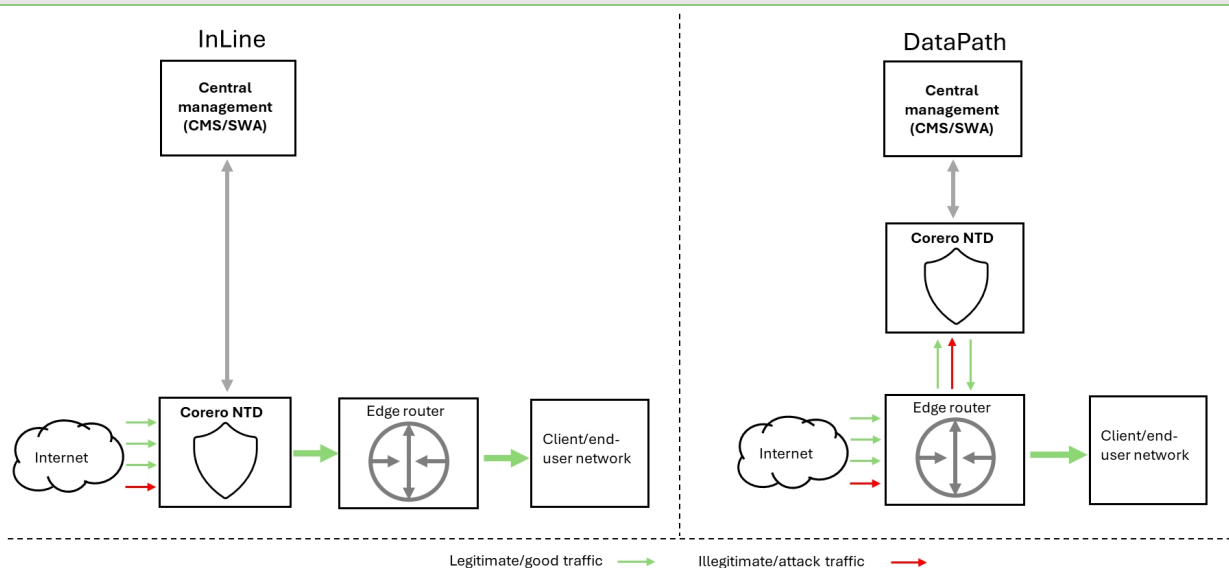 InLine
Central
management
(CMS/SWA)
Corero NTD
Internet
Edge router
Client/end-
user network
DataPath
Central
management
(CMS/SWA)
Corero NTD
Edge router
Internet
Client/end-
user network
Legitimate/good traffic
Illegitimate/attack traffic